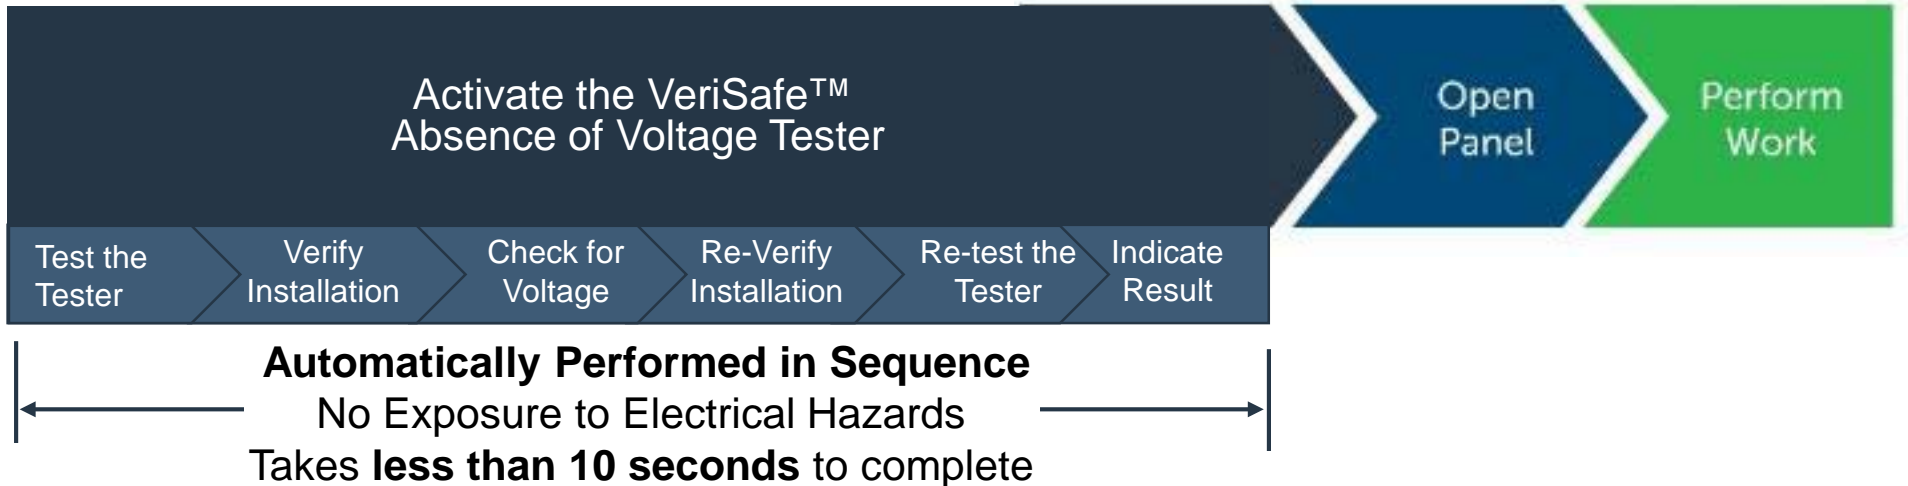 Activate the VeriSafe™
Absence of Voltage Tester
Open
Panel
Perform
Work
Test the
Tester
Verify
Installation
Check for
Voltage
Re-Verify
Installation
Re-test the
Tester
Indicate
Result
Automatically Performed in Sequence
No Exposure to Electrical Hazards
Takes less than 10 seconds to complete